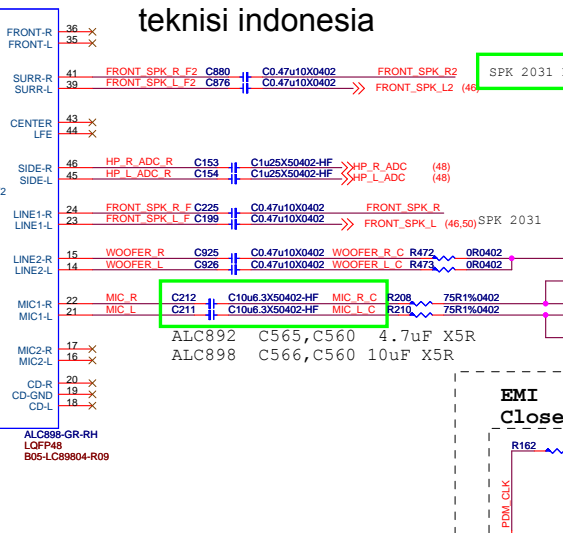 teknisi indonesia
FRONT-R 36
FRONT-L 35
SURR-R 41 FRONT_SPK_R_F2 C880 C0.47u10X0402 FRONT_SPK_R2
SURR-L 39 FRONT_SPK_L_F2 C876 C0.47u10X0402 FRONT_SPK_L2 (46)
SPK 2031
CENTER 43
LFE 44
SIDE-R 46 HP_R_ADC_R C153 C1u25X50402-HF HP_R_ADC (48)
SIDE-L 45 HP_L_ADC_R C154 C1u25X50402-HF HP_L_ADC (48)
2
LINE1-R 24 FRONT_SPK_R_F C225 C0.47u10X0402 FRONT_SPK_R
LINE1-L 23 FRONT_SPK_L_F C199 C0.47u10X0402 FRONT_SPK_L (46,50) SPK 2031
LINE2-R 15 WOOFER_R C925 C0.47u10X0402 WOOFER_R_C R472 0R0402
LINE2-L 14 WOOFER_L C926 C0.47u10X0402 WOOFER_L_C R473 0R0402
MIC1-R 22 MIC_R C212 C10u6.3X50402-HF MIC_R_C R208 75R1%0402
MIC1-L 21 MIC_L C211 C10u6.3X50402-HF MIC_L_C R210 75R1%0402
ALC892 C565,C560 4.7uF X5R
ALC898 C566,C560 10uF X5R
MIC2-R 17
MIC2-L 16
CD-R 20
CD-GND 19
CD-L 18
ALC898-GR-RH
LQFP48
B05-LC89804-R09
EMI
Close
R162
PDM_CLK